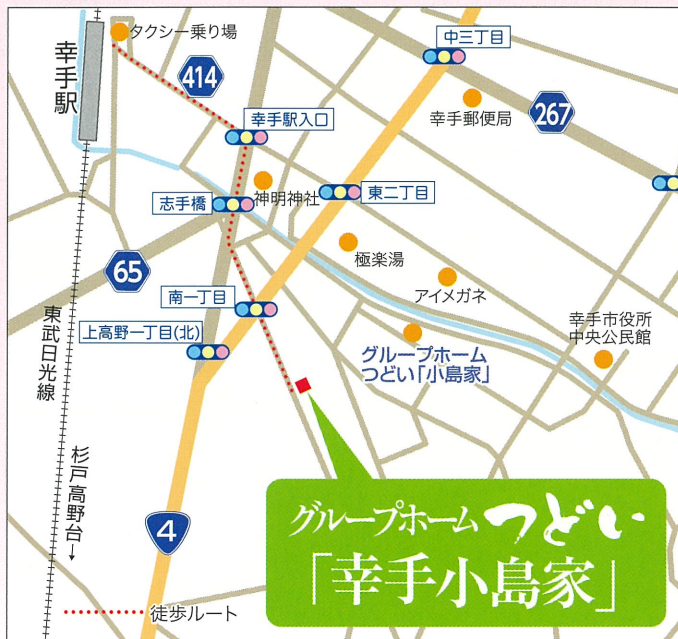 タクシー乗り場
幸手駅
414
中三丁目
267
幸手郵便局
幸手駅入口
神明神社
東二丁目
志手橋
65
極楽湯
アイメガネ
南一丁目
上高野一丁目(北)
東武日光線
グループホーム
つどい「小島家」
幸手市役所
中央公民館
杉戸高野台→
4
グループホーム つどい
「幸手小島家」
徒歩ルート